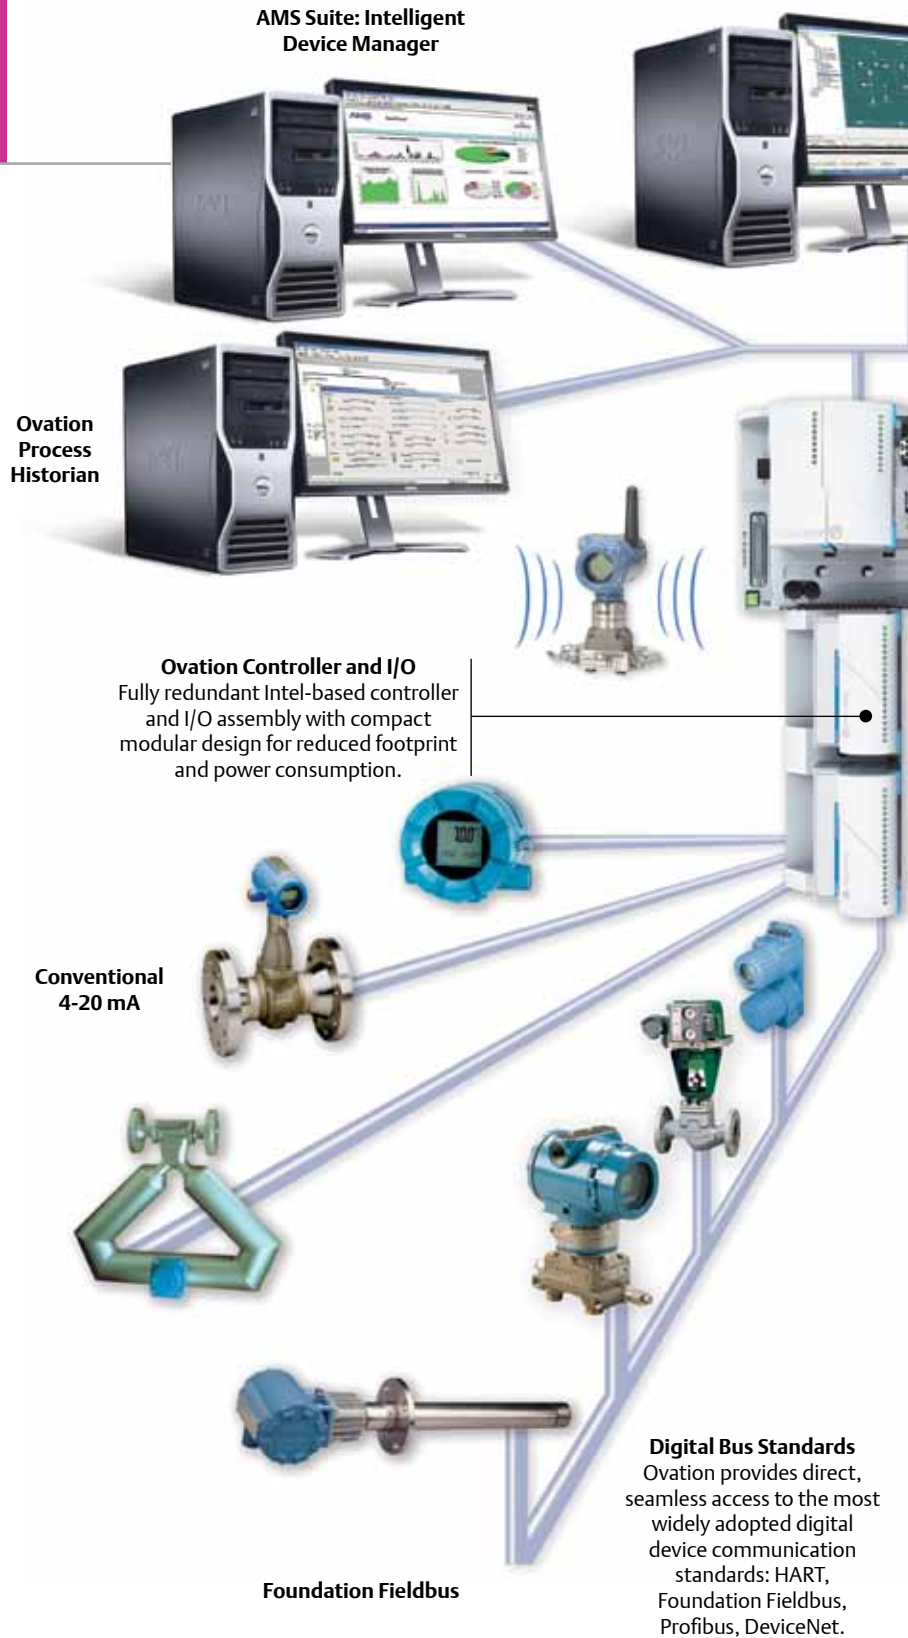 AMS Suite: Intelligent
Device Manager
Ovation
Process
Historian
Ovation Controller and I/O
Fully redundant Intel-based controller
and I/O assembly with compact
modular design for reduced footprint
and power consumption.
Conventional
4-20 mA
Digital Bus Standards
Ovation provides direct,
seamless access to the most
widely adopted digital
device communication
standards: HART,
Foundation Fieldbus,
Profibus, DeviceNet.
Foundation Fieldbus